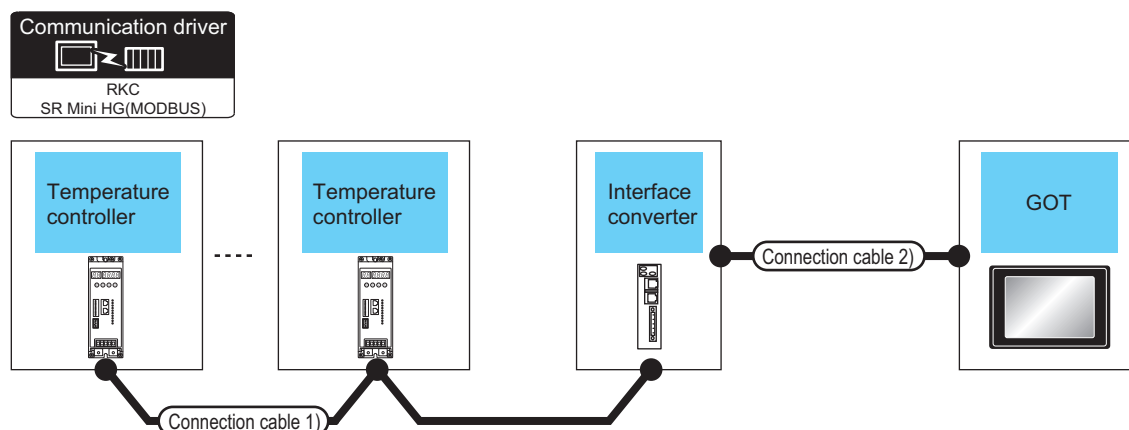 Communication driver
RKC
SR Mini HG(MODBUS)
Temperature
controller
Temperature
controller
Interface
converter
GOT
Connection cable 2)
Connection cable 1)